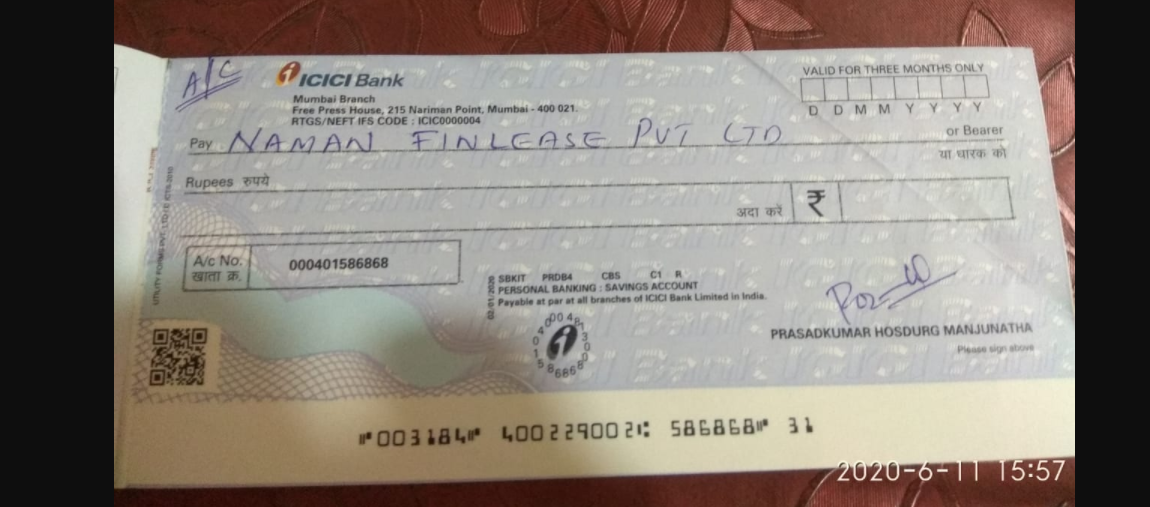 A/C
ICICI Bank
Mumbai Branch
Free Press House, 215 Nariman Point, Mumbai - 400 021.
RTGS/NEFT IFS CODE : ICIC0000004
VALID FOR THREE MONTHS ONLY
D D M M Y Y Y Y
Pay NAMAN FINLEASE PVT LTD or Bearer
या धारक को
Rupees रुपये
अदा करें ₹
A/c No. 000401586868
खाता क्र.
SBKIT PRDB4 CBS C1 R
PERSONAL BANKING : SAVINGS ACCOUNT
Payable at par at all branches of ICICI Bank Limited in India.
02/01/2020
PRASADKUMAR HOSDURG MANJUNATHA
Please sign above
⑈003184⑈ 400229002⑆ 586868⑈ 31
2020-6-11 15:57